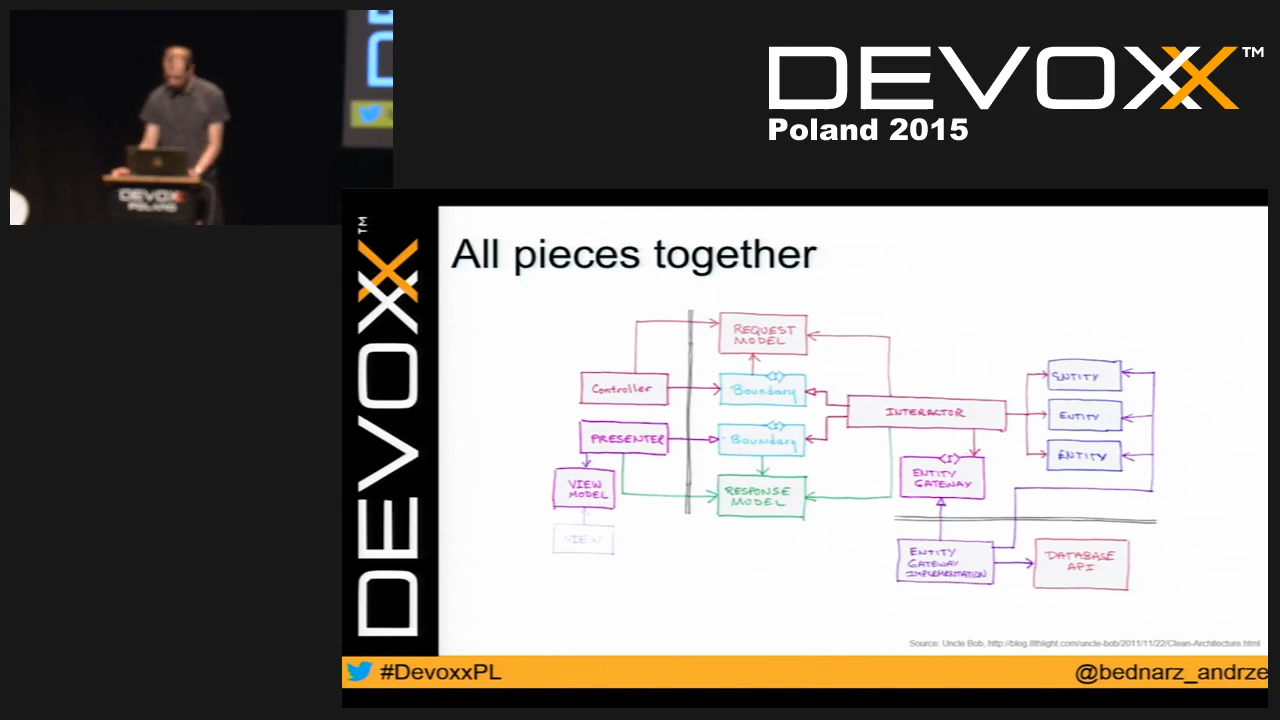 DEVOXX™
Poland 2015
DEVOXX
POLAND
DEVOXX™
All pieces together
REQUEST
MODEL
Controller
<I>
Boundary
INTERACTOR
ENTITY
ENTITY
ENTITY
PRESENTER
<I>
Boundary
VIEW
MODEL
RESPONSE
MODEL
<I>
ENTITY
GATEWAY
VIEW
ENTITY
GATEWAY
IMPLEMENTATION
DATABASE
API
Source: Uncle Bob, http://blog.8thlight.com/uncle-bob/2011/11/22/Clean-Architecture.html
#DevoxxPL
@bednarz_andrze